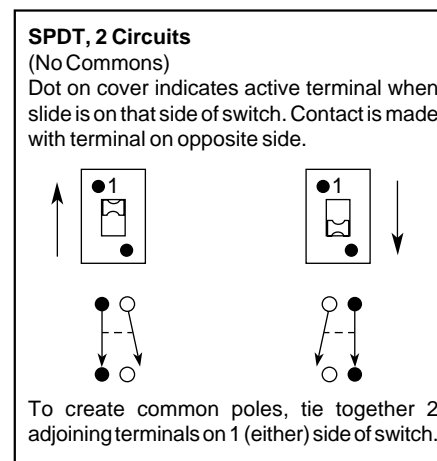 SPDT, 2 Circuits
(No Commons)
Dot on cover indicates active terminal when
slide is on that side of switch. Contact is made
with terminal on opposite side.
1
1
To create common poles, tie together 2
adjoining terminals on 1 (either) side of switch.